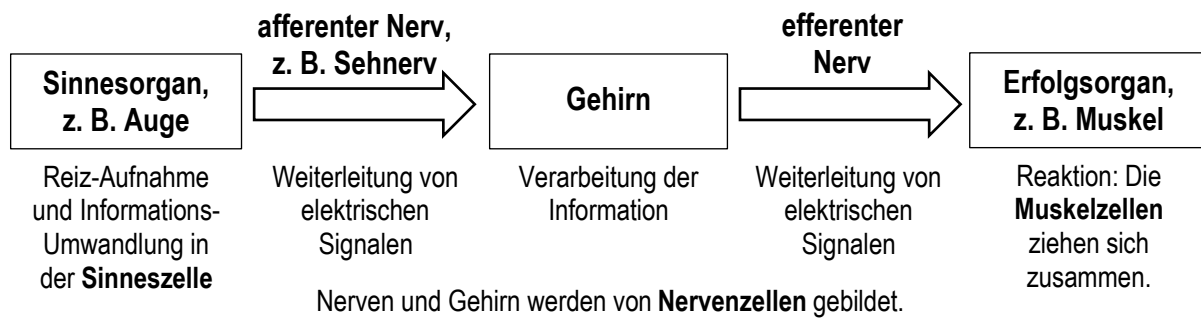 afferenter Nerv,
z. B. Sehnerv
efferenter
Nerv
Sinnesorgan,
z. B. Auge
Gehirn
Erfolgsorgan,
z. B. Muskel
Reiz-Aufnahme
und Informations-
Umwandlung in
der Sinneszelle
Weiterleitung von
elektrischen
Signalen
Verarbeitung der
Information
Weiterleitung von
elektrischen
Signalen
Reaktion: Die
Muskelzellen
ziehen sich
zusammen.
Nerven und Gehirn werden von Nervenzellen gebildet.